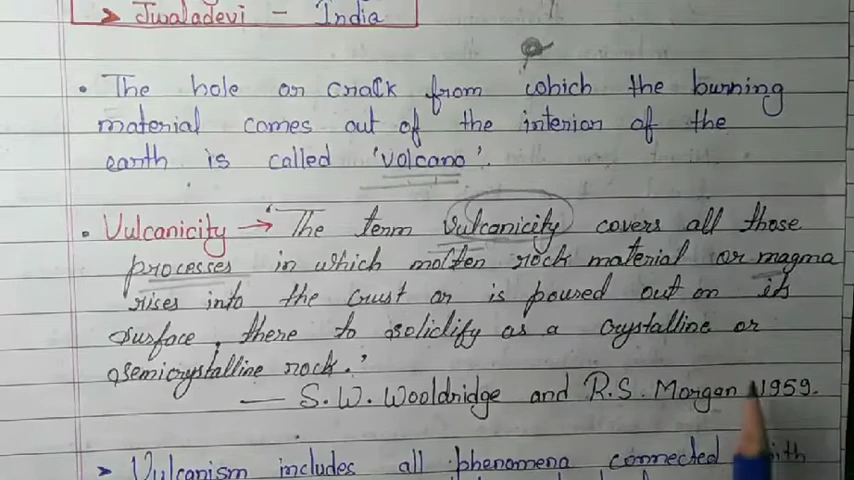 ➤ Jwaladevi - India
• The hole or crack from which the burning
material comes out of the interior of the
earth is called 'volcano'.
• Vulcanicity → 'The term Vulcanicity covers all those
processes in which molten rock material or magma
rises into the crust or is poured out on its
surface, there to solidify as a crystalline or
semicrystalline rock.'
— S.W. Wooldridge and R.S. Morgan, 1959.
➤ Vulcanism includes all phenomena connected with